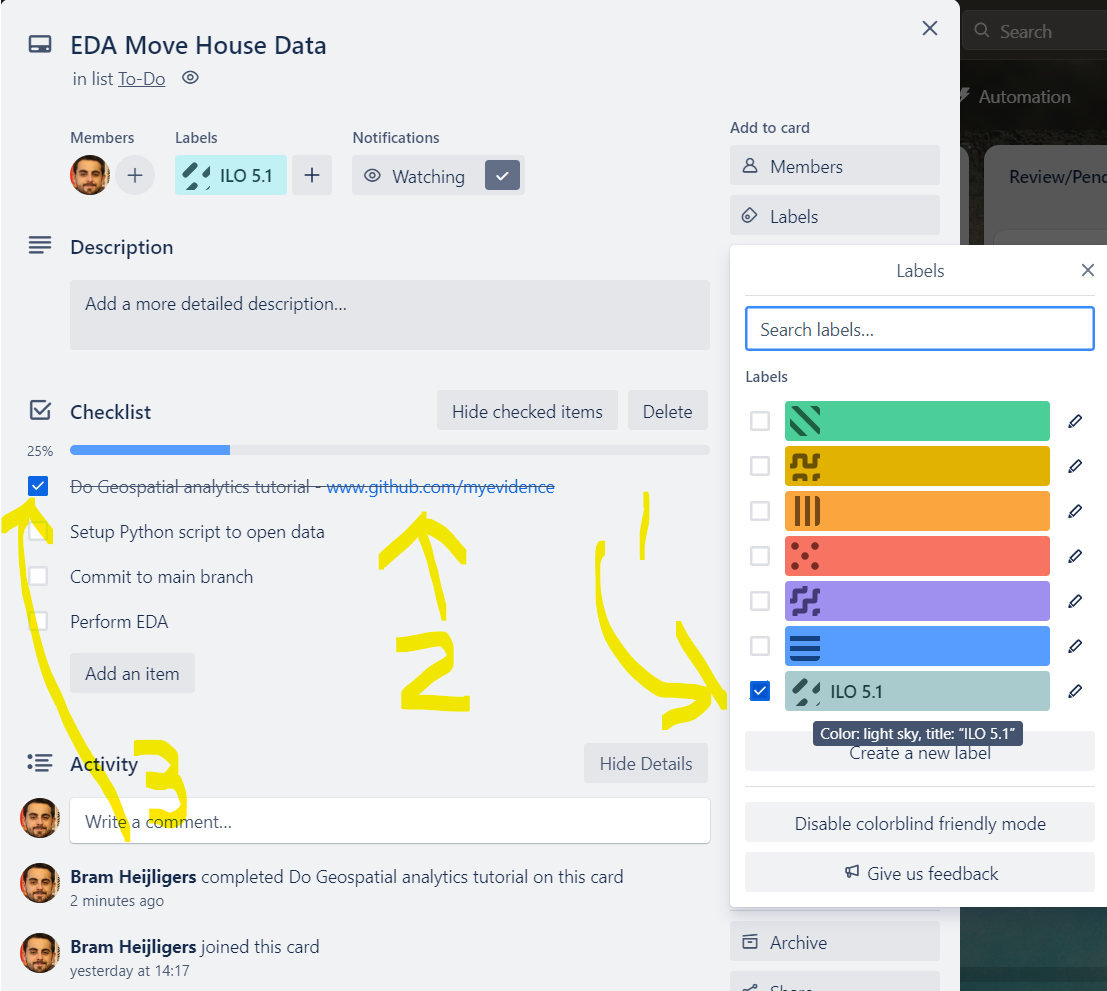 EDA Move House Data
in list To-Do
Members
Labels
Notifications
ILO 5.1
Watching
Description
Add a more detailed description...
Checklist
Hide checked items
Delete
25%
Do Geospatial analytics tutorial - www.github.com/myevidence
Setup Python script to open data
Commit to main branch
Perform EDA
Add an item
1
2
3
Activity
Hide Details
Write a comment...
Bram Heijligers completed Do Geospatial analytics tutorial on this card
2 minutes ago
Bram Heijligers joined this card
yesterday at 14:17
Add to card
Members
Labels
Labels
Search labels...
Labels
ILO 5.1
Color: light sky, title: “ILO 5.1”
Create a new label
Disable colorblind friendly mode
Give us feedback
Archive
Share
Search
Automation
Review/Pend